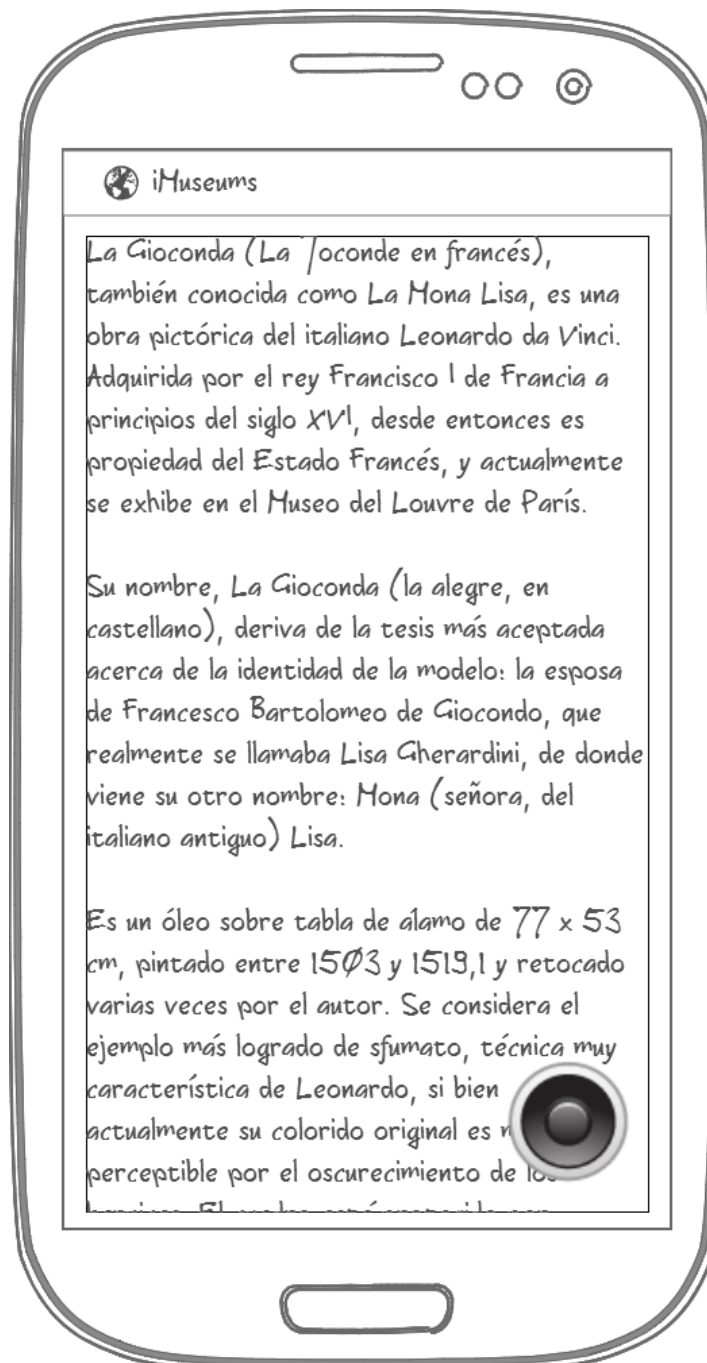 iMuseums
La Gioconda (La Joconde en francés),
también conocida como La Mona Lisa, es una
obra pictórica del italiano Leonardo da Vinci.
Adquirida por el rey Francisco I de Francia a
principios del siglo XVI, desde entonces es
propiedad del Estado Francés, y actualmente
se exhibe en el Museo del Louvre de París.
Su nombre, La Gioconda (la alegre, en
castellano), deriva de la tesis más aceptada
acerca de la identidad de la modelo: la esposa
de Francesco Bartolomeo de Giocondo, que
realmente se llamaba Lisa Gherardini, de donde
viene su otro nombre: Mona (señora, del
italiano antiguo) Lisa.
Es un óleo sobre tabla de álamo de 77 x 53
cm, pintado entre 1503 y 1519,1 y retocado
varias veces por el autor. Se considera el
ejemplo más logrado de sfumato, técnica muy
característica de Leonardo, si bien
actualmente su colorido original es
perceptible por el oscurecimiento de los